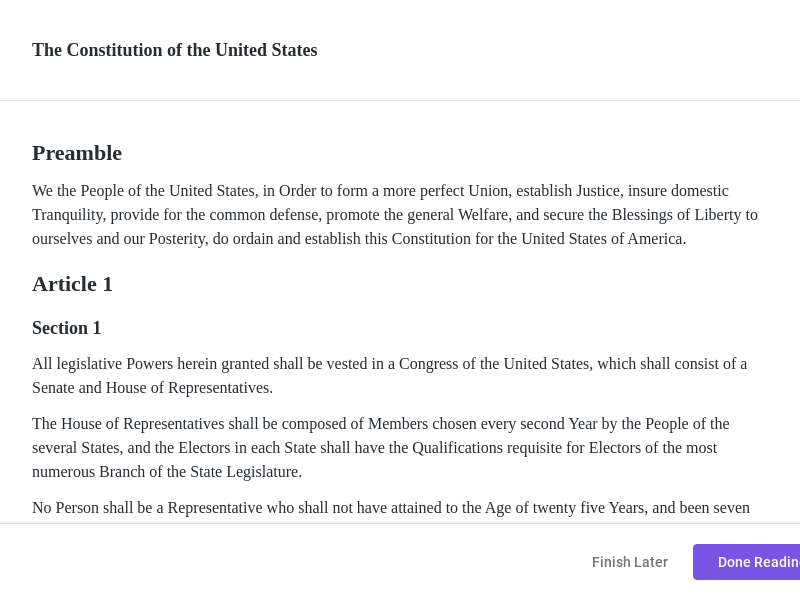 The Constitution of the United States
Preamble
We the People of the United States, in Order to form a more perfect Union, establish Justice, insure domestic
Tranquility, provide for the common defense, promote the general Welfare, and secure the Blessings of Liberty to
ourselves and our Posterity, do ordain and establish this Constitution for the United States of America.
Article 1
Section 1
All legislative Powers herein granted shall be vested in a Congress of the United States, which shall consist of a
Senate and House of Representatives.
The House of Representatives shall be composed of Members chosen every second Year by the People of the
several States, and the Electors in each State shall have the Qualifications requisite for Electors of the most
numerous Branch of the State Legislature.
No Person shall be a Representative who shall not have attained to the Age of twenty five Years, and been seven
Finish Later
Done Readin